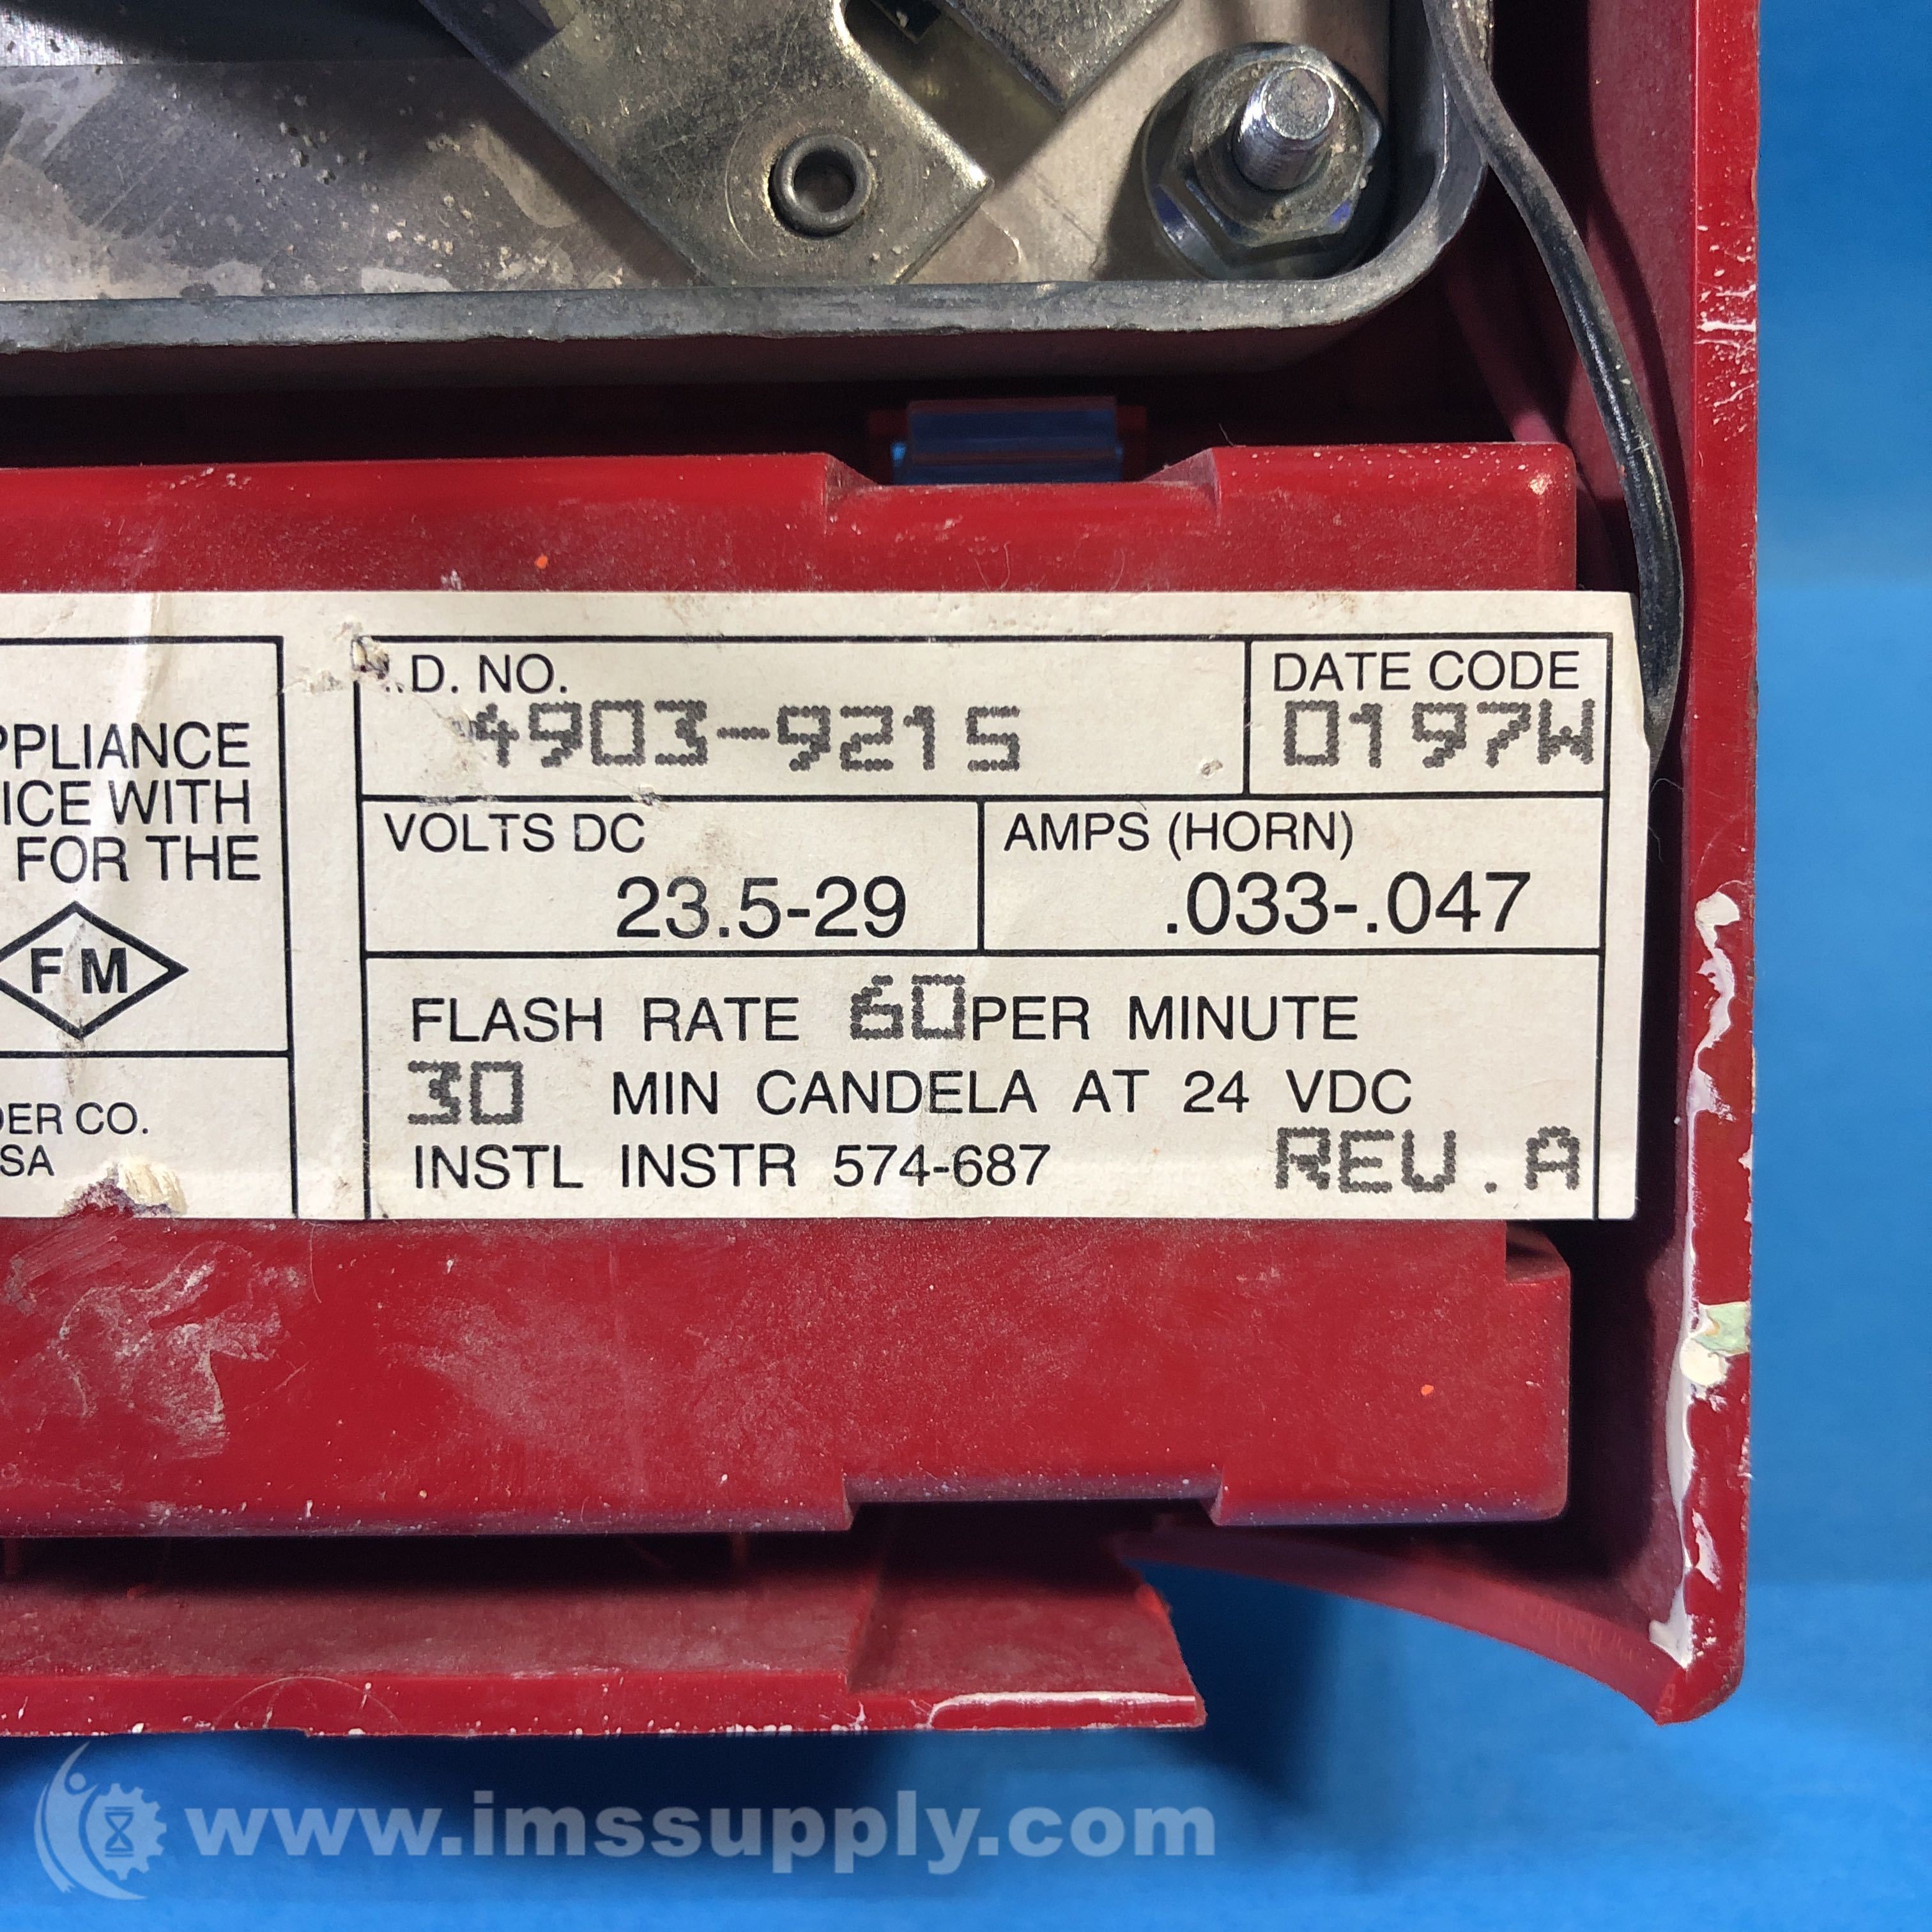 PPLIANCE
ICE WITH
FOR THE
FM
DER CO.
SA
I.D. NO.
4903-9215
DATE CODE
0197W
VOLTS DC
23.5-29
AMPS (HORN)
.033-.047
FLASH RATE 60 PER MINUTE
30 MIN CANDELA AT 24 VDC
INSTL INSTR 574-687 REV. A
www.imssupply.com